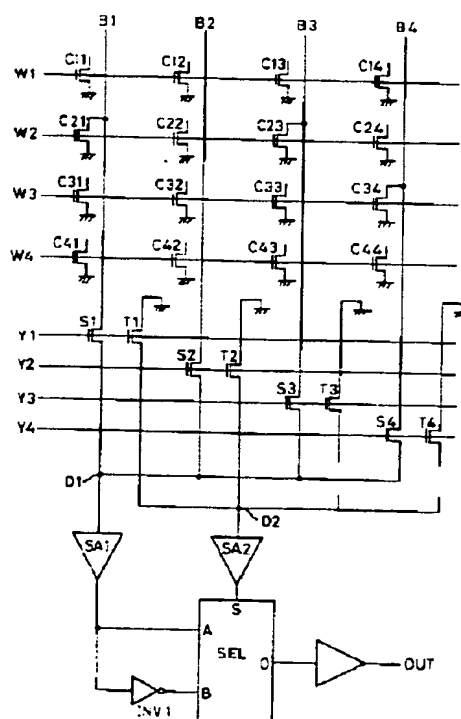 B1 B2 B3 B4
C11 C12 C13 C14
W1
C21 C22 C23 C24
W2
C31 C32 C33 C34
W3
C41 C42 C43 C44
W4
S1 T1
Y1
S2 T2
Y2
S3 T3
Y3
S4 T4
Y4
D1
D2
SA1 SA2
S
A
SEL
O OUT
B
INV1